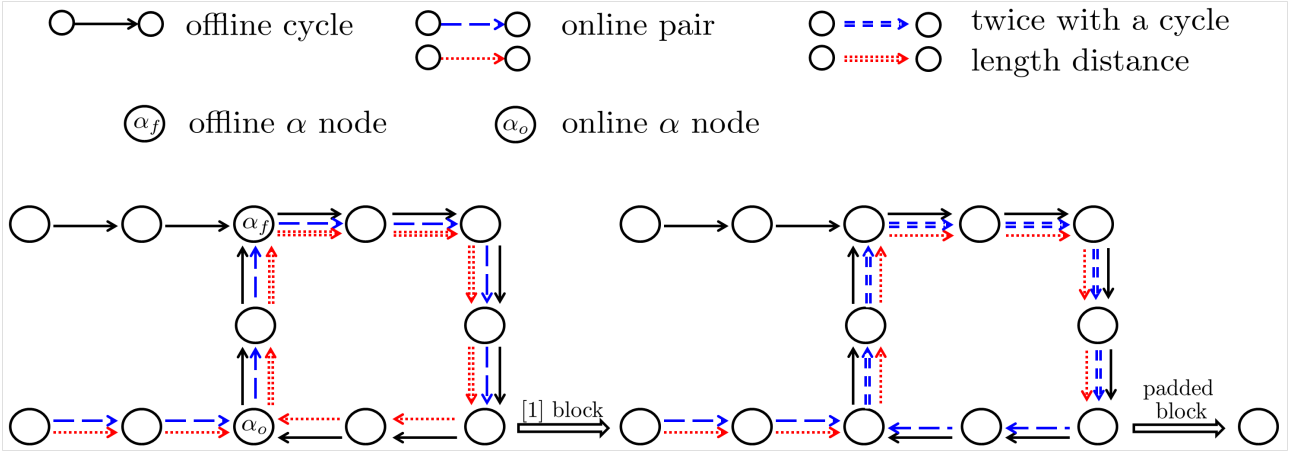 offline cycle
online pair
twice with a cycle
length distance
α_f offline α node
α_o online α node
α_f
α_o
[1] block
padded
block